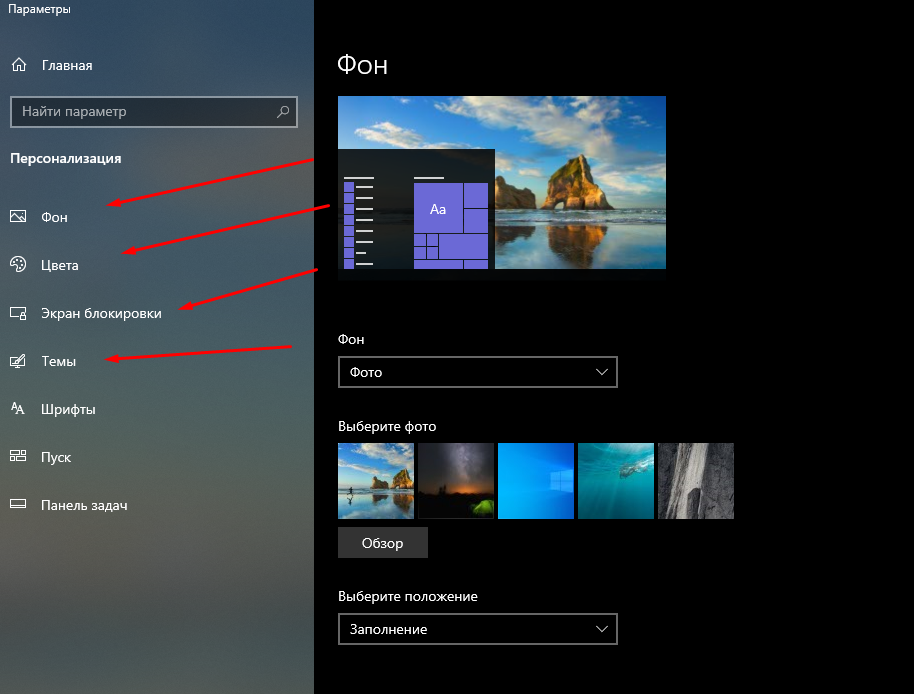 Параметры
Главная
Найти параметр
Персонализация
Фон
Цвета
Экран блокировки
Темы
Шрифты
Пуск
Панель задач
Фон
Aa
Фон
Фото
Выберите фото
Обзор
Выберите положение
Заполнение